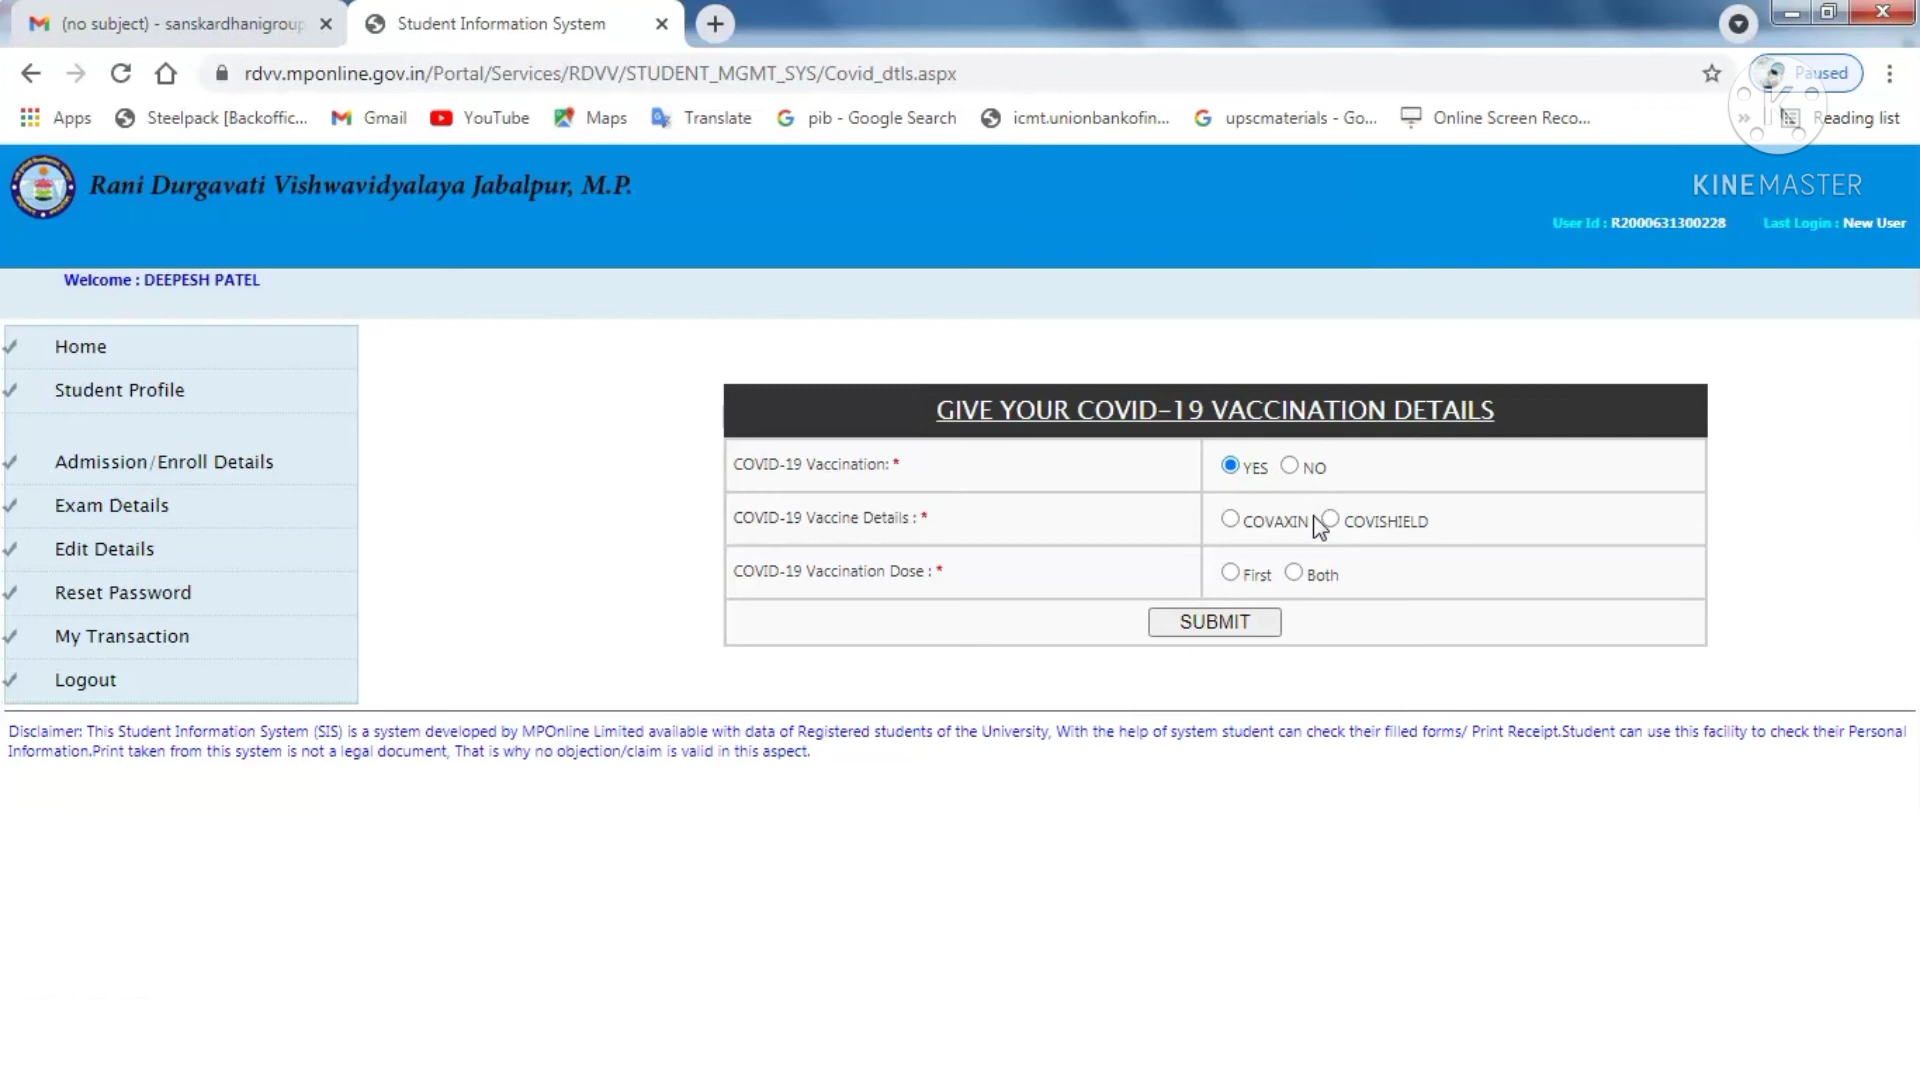 (no subject) - sanskardhanigroup
Student Information System
rdvv.mponline.gov.in/Portal/Services/RDVV/STUDENT_MGMT_SYS/Covid_dtls.aspx
Paused
Apps Steelpack [Backoffic... Gmail YouTube Maps Translate pib - Google Search icmt.unionbankofin... upscmaterials - Go... Online Screen Reco... » Reading list
Rani Durgavati Vishwavidyalaya Jabalpur, M.P.
KINEMASTER
User Id : R2000631300228 Last Login : New User
Welcome : DEEPESH PATEL
Home
Student Profile
Admission/Enroll Details
Exam Details
Edit Details
Reset Password
My Transaction
Logout
GIVE YOUR COVID-19 VACCINATION DETAILS
COVID-19 Vaccination: * YES NO
COVID-19 Vaccine Details : * COVAXIN COVISHIELD
COVID-19 Vaccination Dose : * First Both
SUBMIT
Disclaimer: This Student Information System (SIS) is a system developed by MPOnline Limited available with data of Registered students of the University, With the help of system student can check their filled forms/ Print Receipt.Student can use this facility to check their Personal
Information.Print taken from this system is not a legal document, That is why no objection/claim is valid in this aspect.